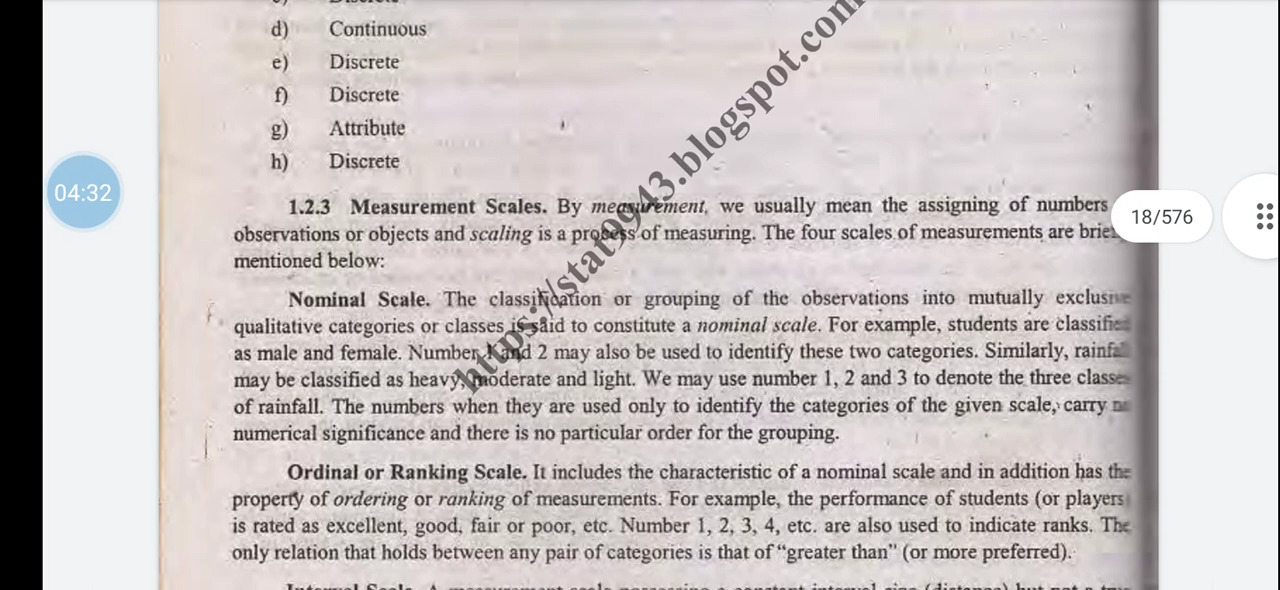 d) Continuous
e) Discrete
f) Discrete
g) Attribute
h) Discrete
04:32
18/576
1.2.3 Measurement Scales. By measurement, we usually mean the assigning of numbers
observations or objects and scaling is a process of measuring. The four scales of measurements are
mentioned below:
Nominal Scale. The classification or grouping of the observations into mutually
qualitative categories or classes is said to constitute a nominal scale. For example, students are
as male and female. Number 1 and 2 may also be used to identify these two categories. Similarly,
may be classified as heavy, moderate and light. We may use number 1, 2 and 3 to denote the three
of rainfall. The numbers when they are used only to identify the categories of the given scale, carry
numerical significance and there is no particular order for the grouping.
Ordinal or Ranking Scale. It includes the characteristic of a nominal scale and in addition has the
property of ordering or ranking of measurements. For example, the performance of students (or players
is rated as excellent, good, fair or poor, etc. Number 1, 2, 3, 4, etc. are also used to indicate ranks. The
only relation that holds between any pair of categories is that of "greater than" (or more preferred).
https://stat9943.blogspot.com